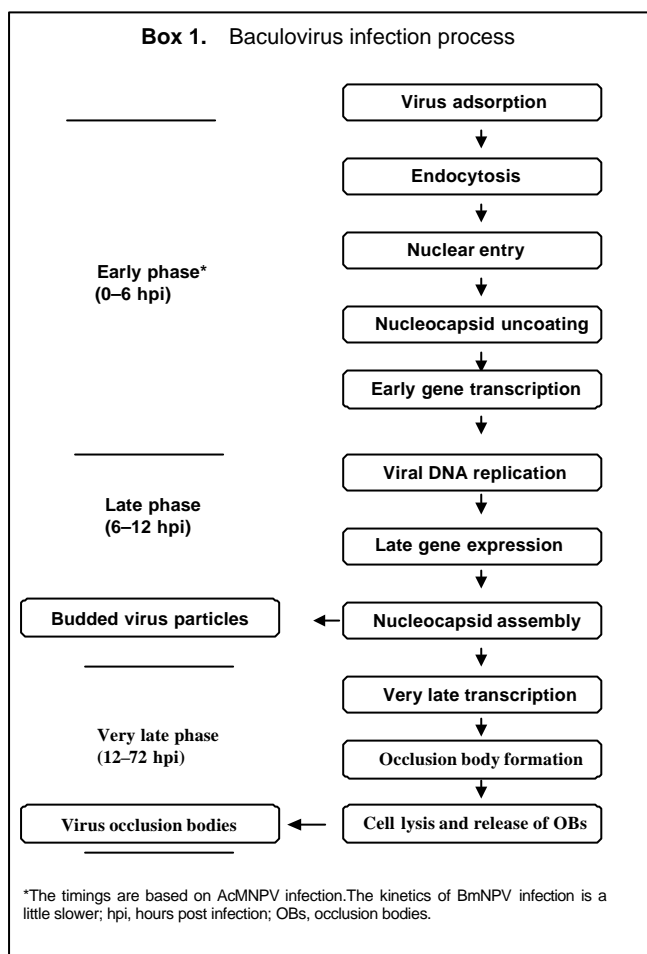 Box 1. Baculovirus infection process
Virus adsorption
Endocytosis
Nuclear entry
Early phase*
(0–6 hpi)
Nucleocapsid uncoating
Early gene transcription
Viral DNA replication
Late phase
(6–12 hpi)
Late gene expression
Budded virus particles
Nucleocapsid assembly
Very late transcription
Very late phase
(12–72 hpi)
Occlusion body formation
Virus occlusion bodies
Cell lysis and release of OBs
*The timings are based on AcMNPV infection.The kinetics of BmNPV infection is a
little slower; hpi, hours post infection; OBs, occlusion bodies.